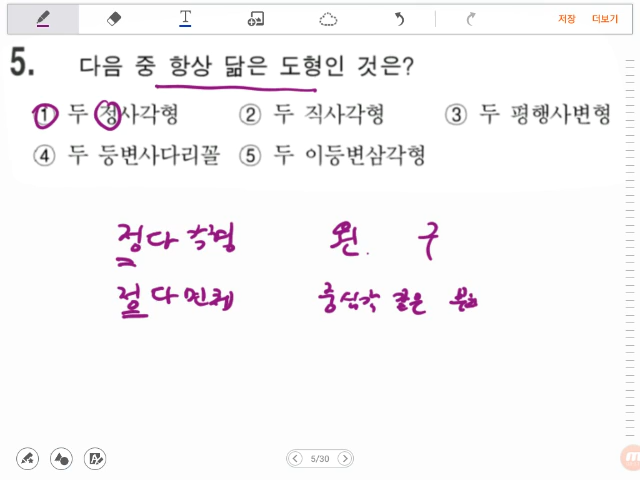 저장 더보기
5. 다음 중 항상 닮은 도형인 것은?
① 두 정사각형 ② 두 직사각형 ③ 두 평행사변형
④ 두 등변사다리꼴 ⑤ 두 이등변삼각형
정다각형 원. 구
정다면체 중심각 같은
5/30